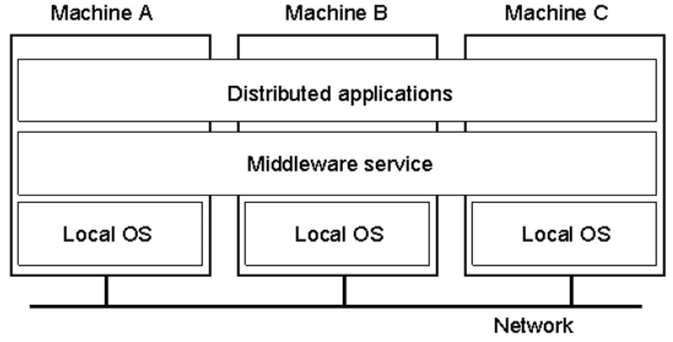 Machine A
Machine B
Machine C
Distributed applications
Middleware service
Local OS
Local OS
Local OS
Network